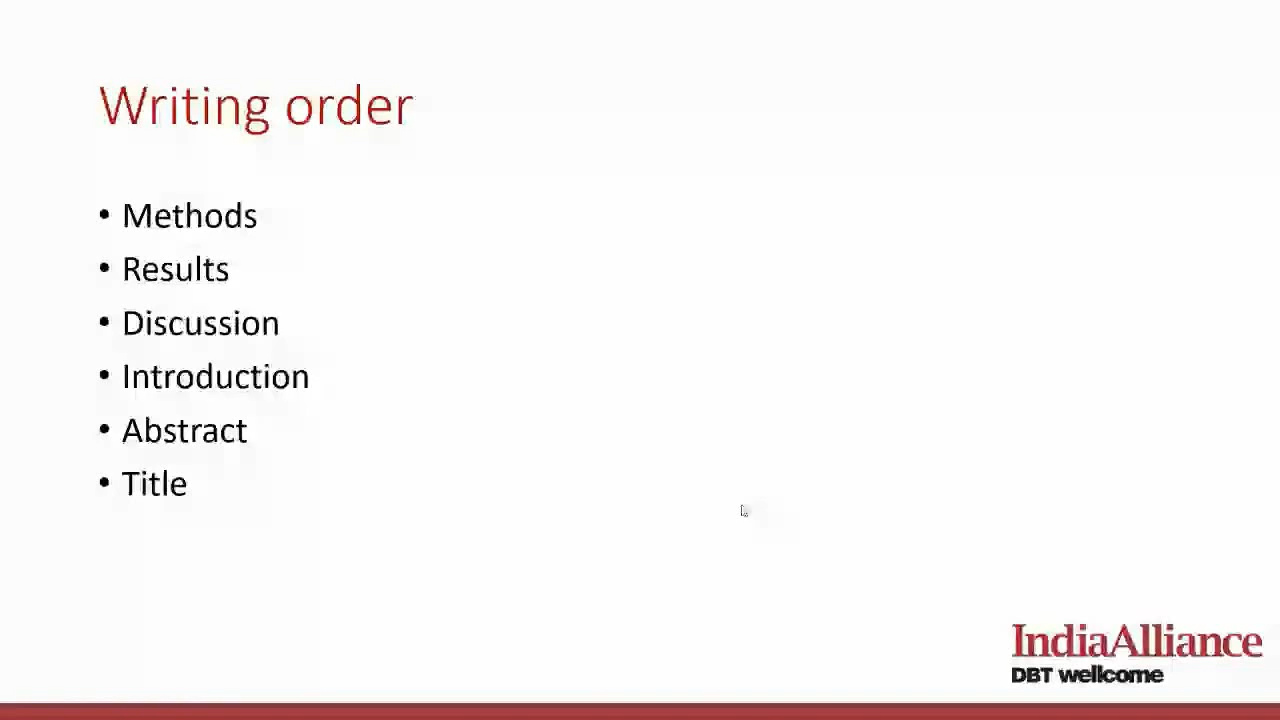 Writing order
• Methods
• Results
• Discussion
• Introduction
• Abstract
• Title
IndiaAlliance
DBT wellcome